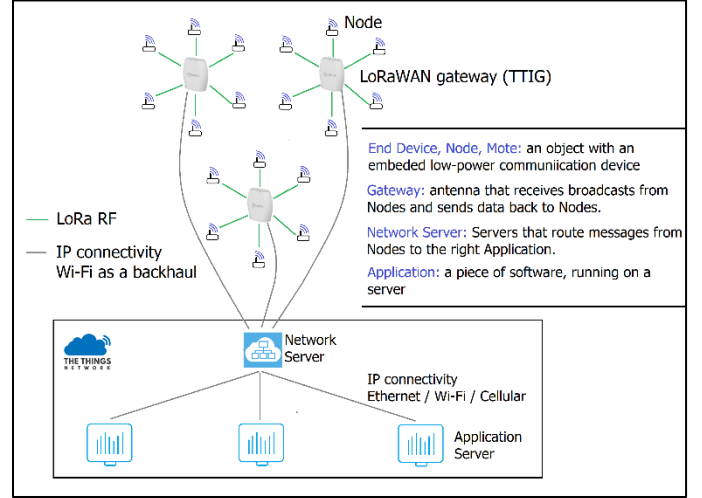 Node
LoRaWAN gateway (TTIG)
End Device, Node, Mote: an object with an
embeded low-power communiication device
Gateway: antenna that receives broadcasts from
Nodes and sends data back to Nodes.
Network Server: Servers that route messages from
Nodes to the right Application.
Application: a piece of software, running on a
server
LoRa RF
IP connectivity
Wi-Fi as a backhaul
THE THINGS
NETWORK
Network
Server
IP connectivity
Ethernet / Wi-Fi / Cellular
Application
Server